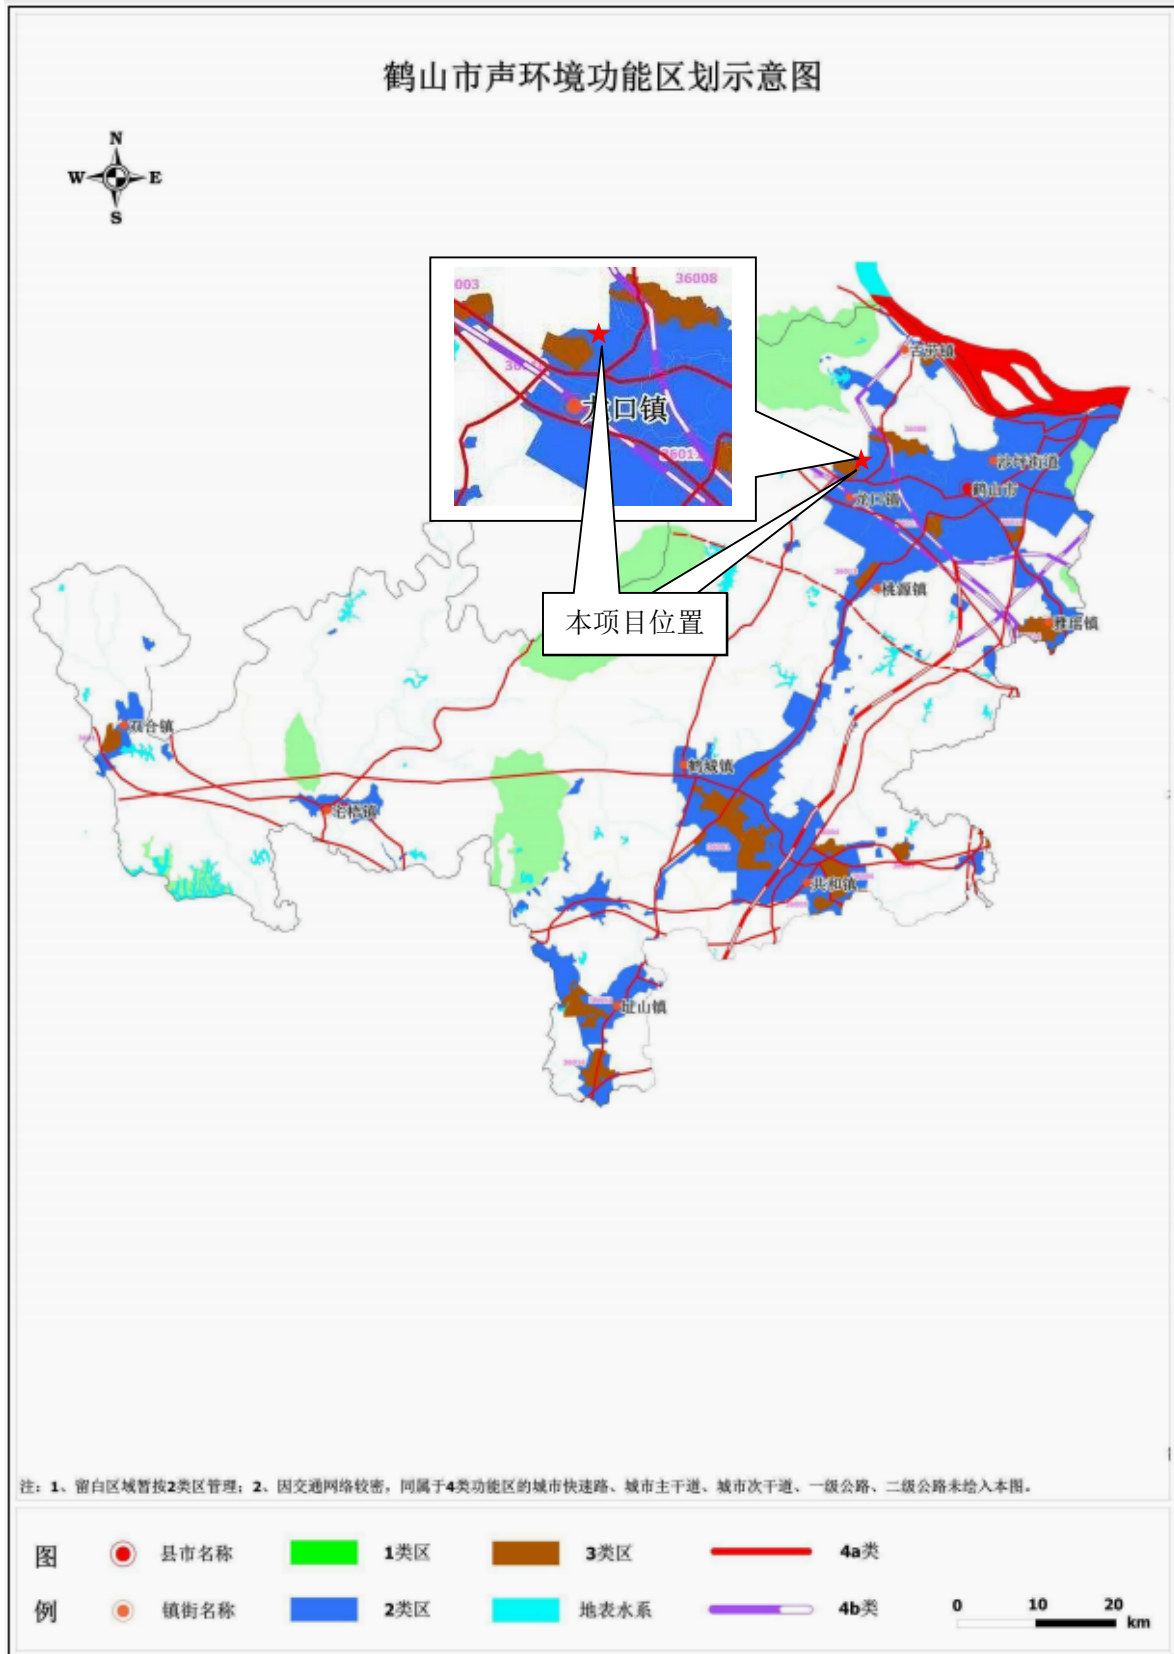 鹤山市声环境功能区划示意图
N
W E
S
003
36008
龙口镇
36011
古劳镇
36008
沙坪街道
鹤山市
龙口镇
桃源镇
雅瑶镇
本项目位置
双合镇
鹤城镇
宅梧镇
共和镇
址山镇
注：1、留白区域暂按2类区管理；2、因交通网络较密，同属于4类功能区的城市快速路、城市主干道、城市次干道、一级公路、二级公路未绘入本图。
图 县市名称 1类区 3类区 4a类
例 镇街名称 2类区 地表水系 4b类
0 10 20
km